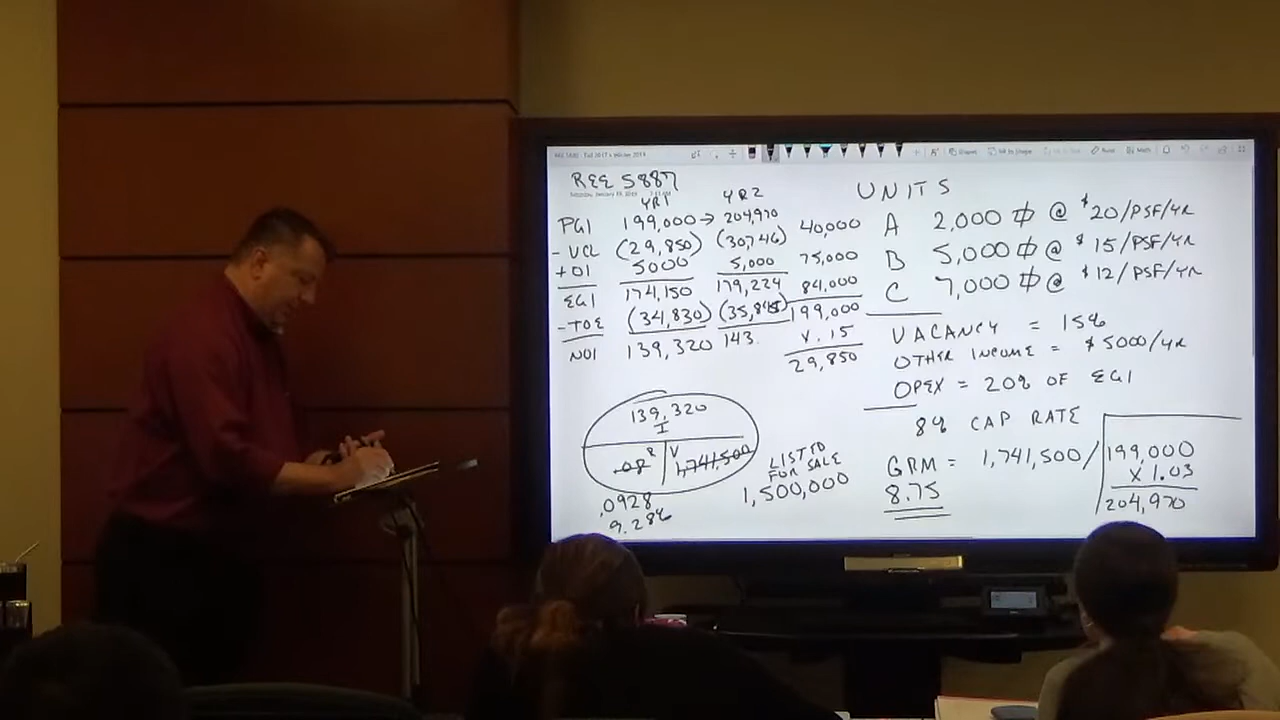 REE 5887
YR1 YR2
PGI 199,000 → 204,970
- VCL (29,850) (30746)
+ OI 5000 5,000
EGI 174,150 179,224
- TOE (34,830) (35,845)
NOI 139,320 143.
40,000
75,000
84,000
199,000
X .15
29,850
UNITS
A 2,000 @ $20/PSF/YR
B 5,000 @ $15/PSF/YR
C 7,000 @ $12/PSF/YR
VACANCY = 15%
OTHER INCOME = $5000/YR
OPEX = 20% OF EGI
8% CAP RATE
GRM = 1,741,500/199,000
8.75
X 1.03
204,970
139,320
I
.08 R V 1,741,500
.0928
9.28%
LISTED
FOR SALE
1,500,000